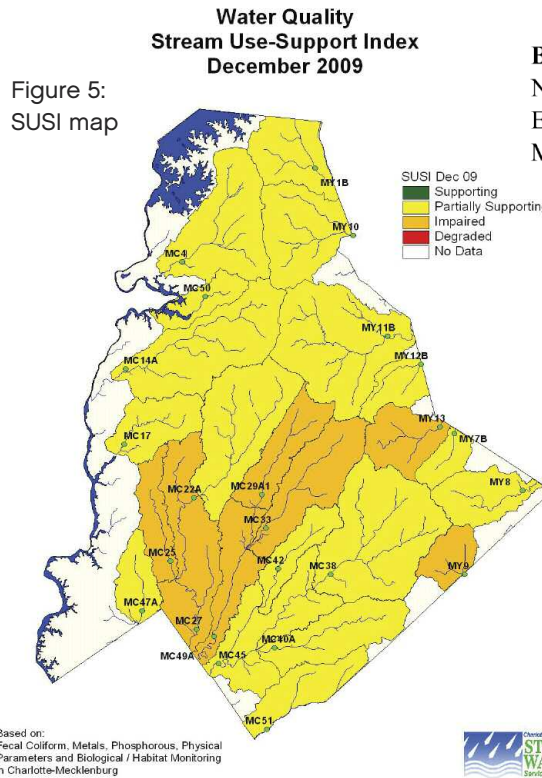 Water Quality
Stream Use-Support Index
December 2009
Figure 5:
SUSI map
B
N
E
M
SUSI Dec 09
Supporting
Partially Supporting
Impaired
Degraded
No Data
MY1B
MY10
MC4
MC50
MY11B
MY12B
MC14A
MY13
MY7B
MC17
MC22A
MC29A1
MY8
MC33
MC25
MC42
MC38
MY9
MC47A
MC27
MC40A
MC49A
MC45
MC51
Based on:
Fecal Coliform, Metals, Phosphorous, Physical
Parameters and Biological / Habitat Monitoring
n Charlotte-Mecklenburg
ST
WA